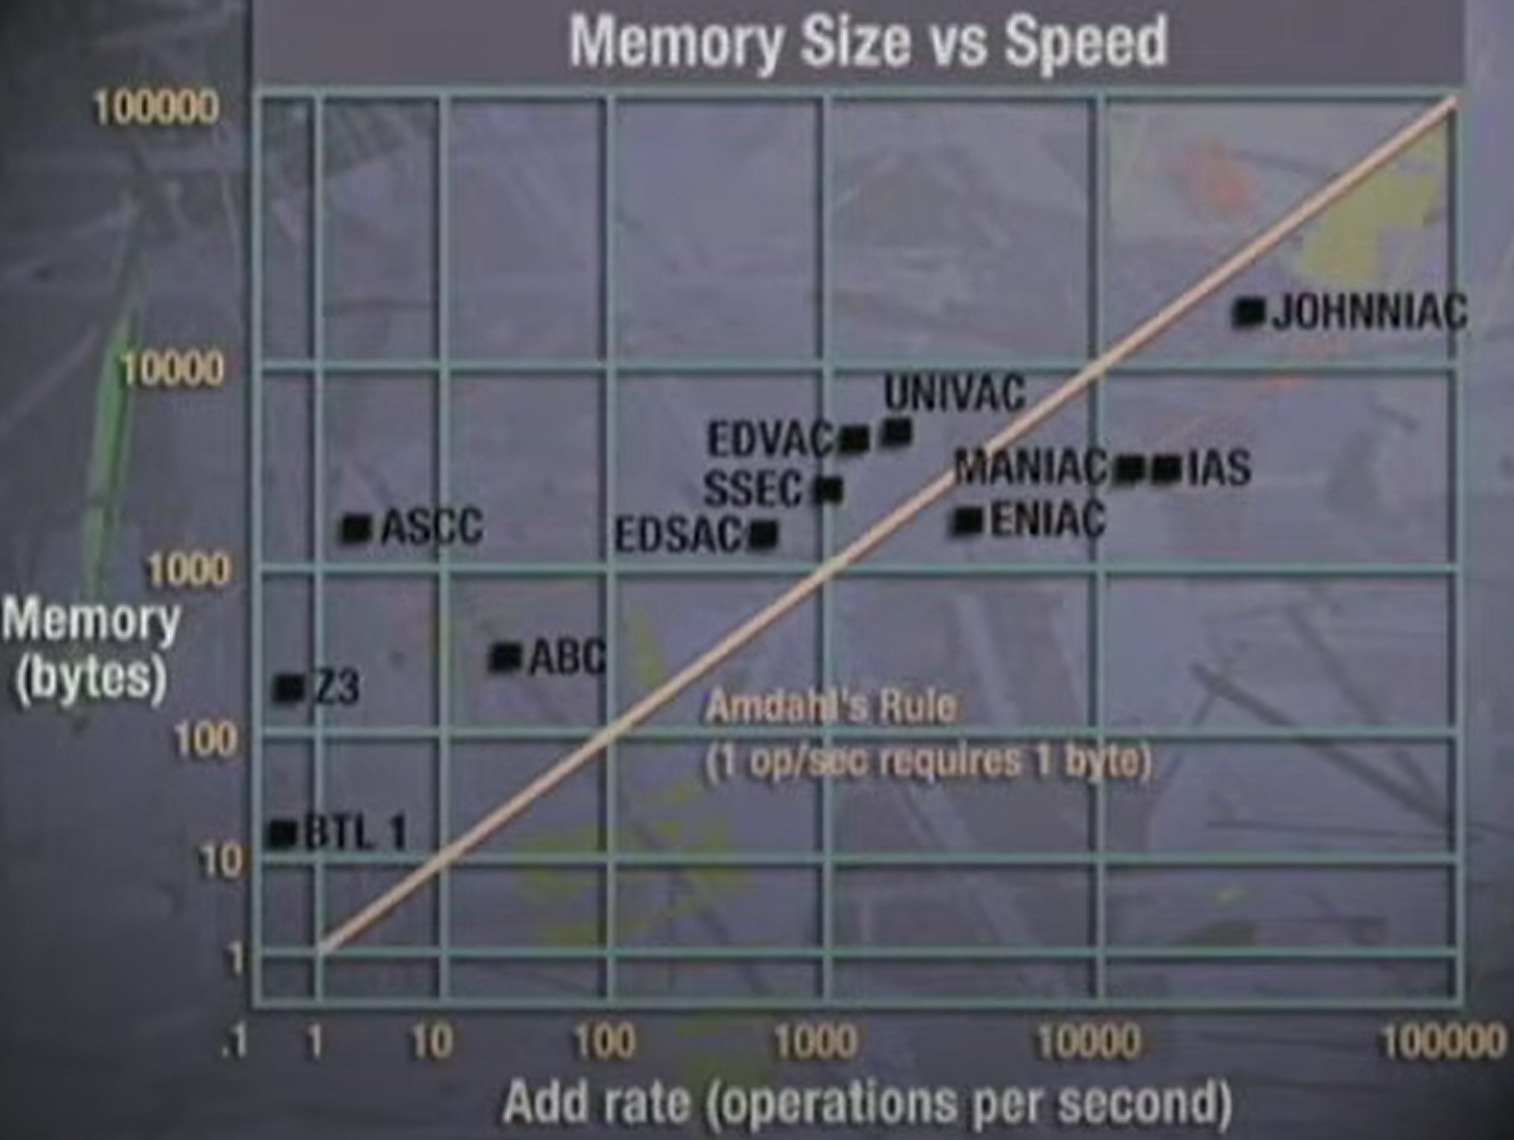 Memory Size vs Speed
100000
10000
1000
Memory
(bytes)
100
10
1
JOHNNIAC
UNIVAC
EDVAC
SSEC
MANIAC
IAS
ASCC
EDSAC
ENIAC
ABC
Z3
Amdahl's Rule
(1 op/sec requires 1 byte)
BTL 1
.1 1 10 100 1000 10000 100000
Add rate (operations per second)